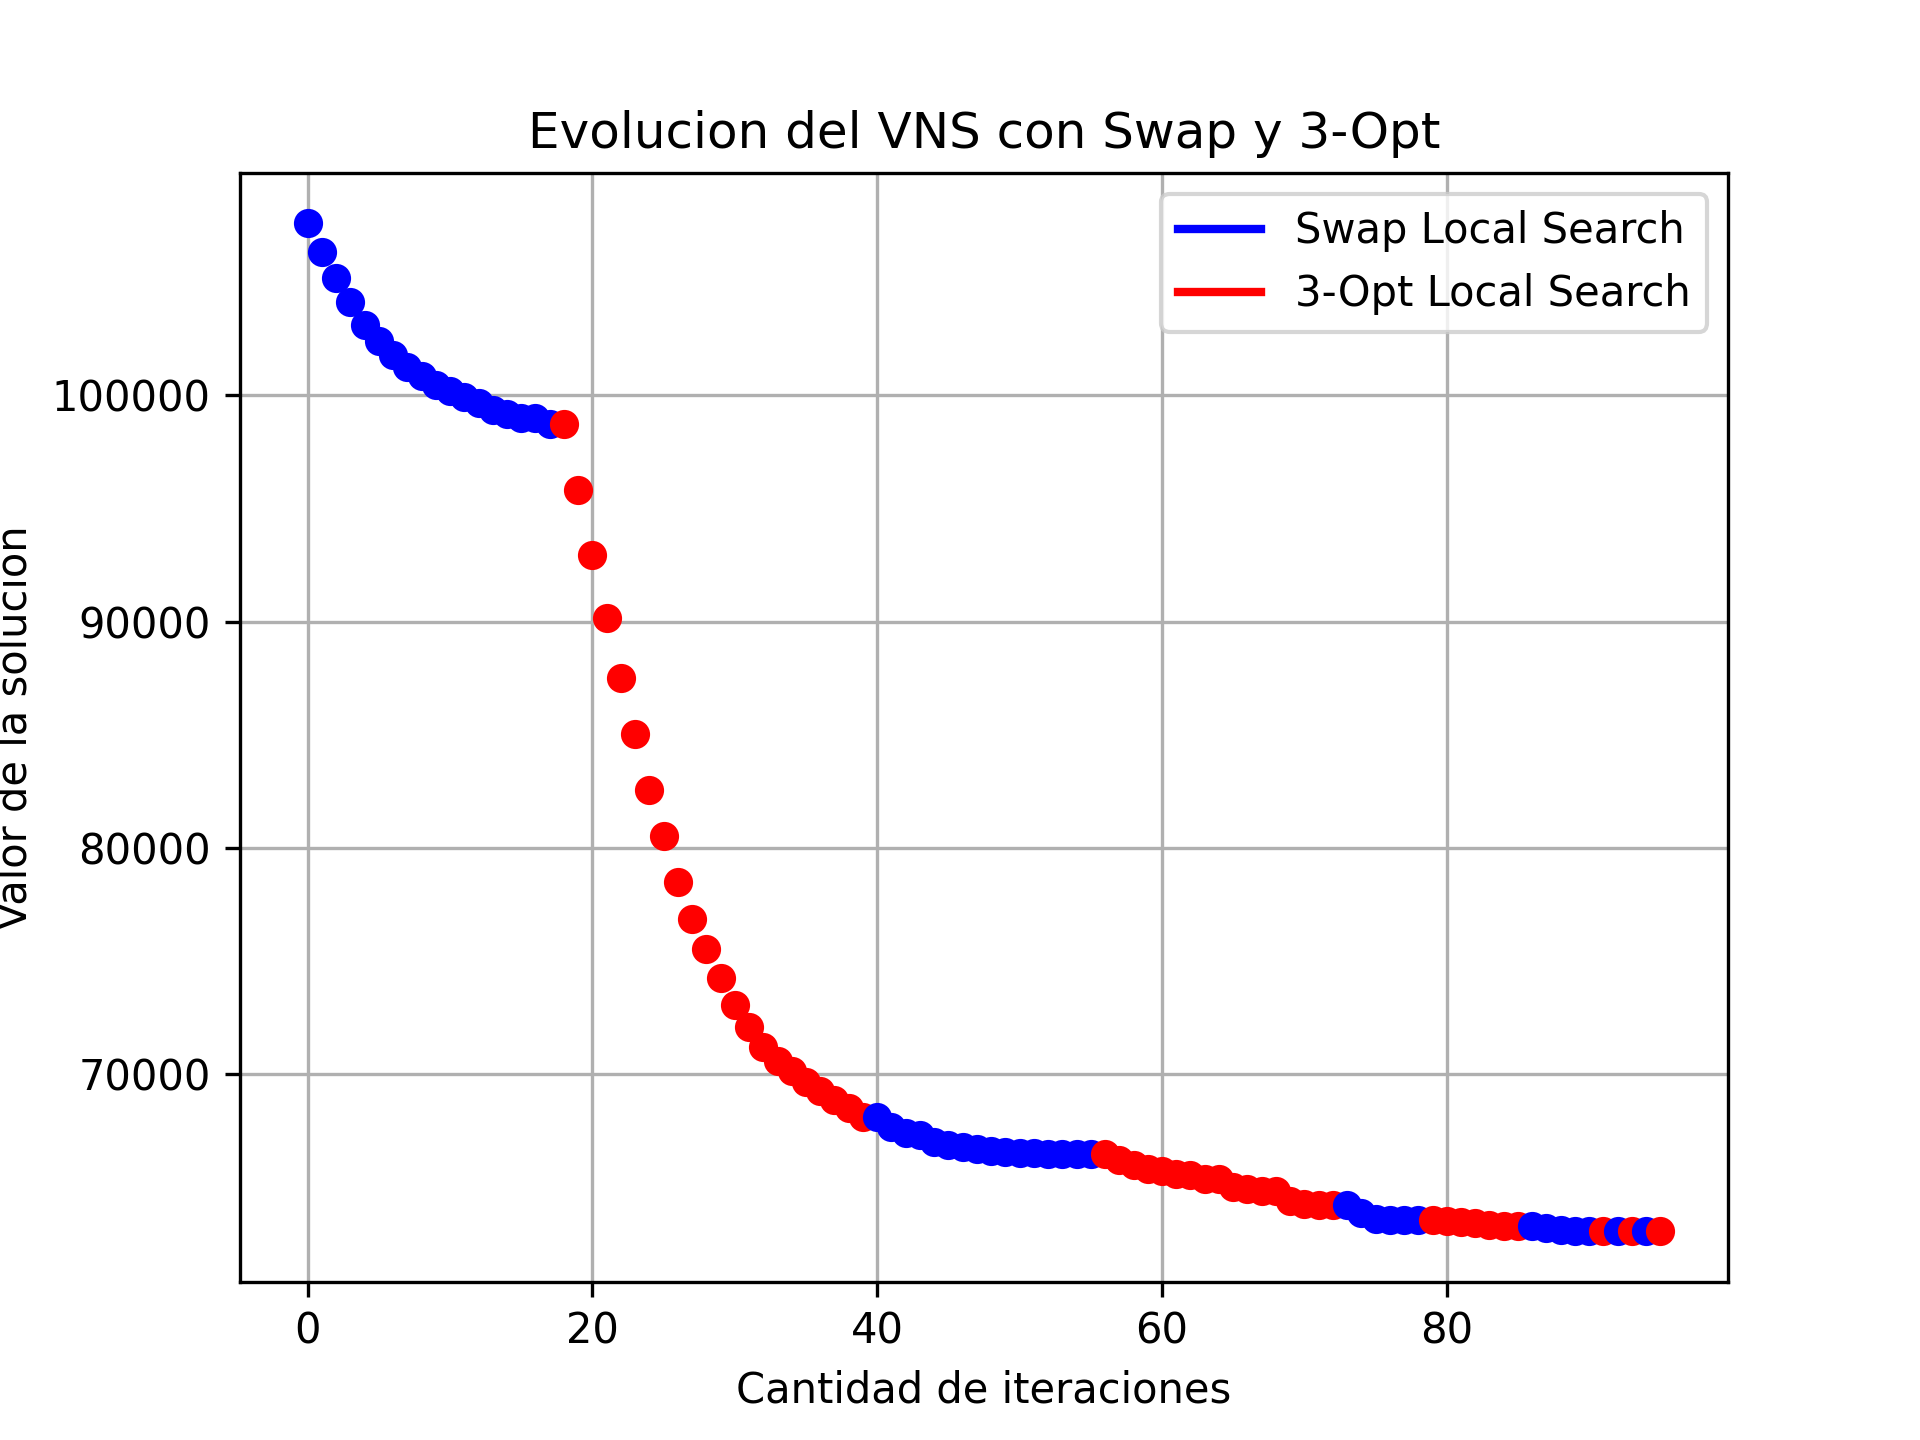 Evolucion del VNS con Swap y 3-Opt
Swap Local Search
3-Opt Local Search
Valor de la solucion
100000
90000
80000
70000
0 20 40 60 80
Cantidad de iteraciones